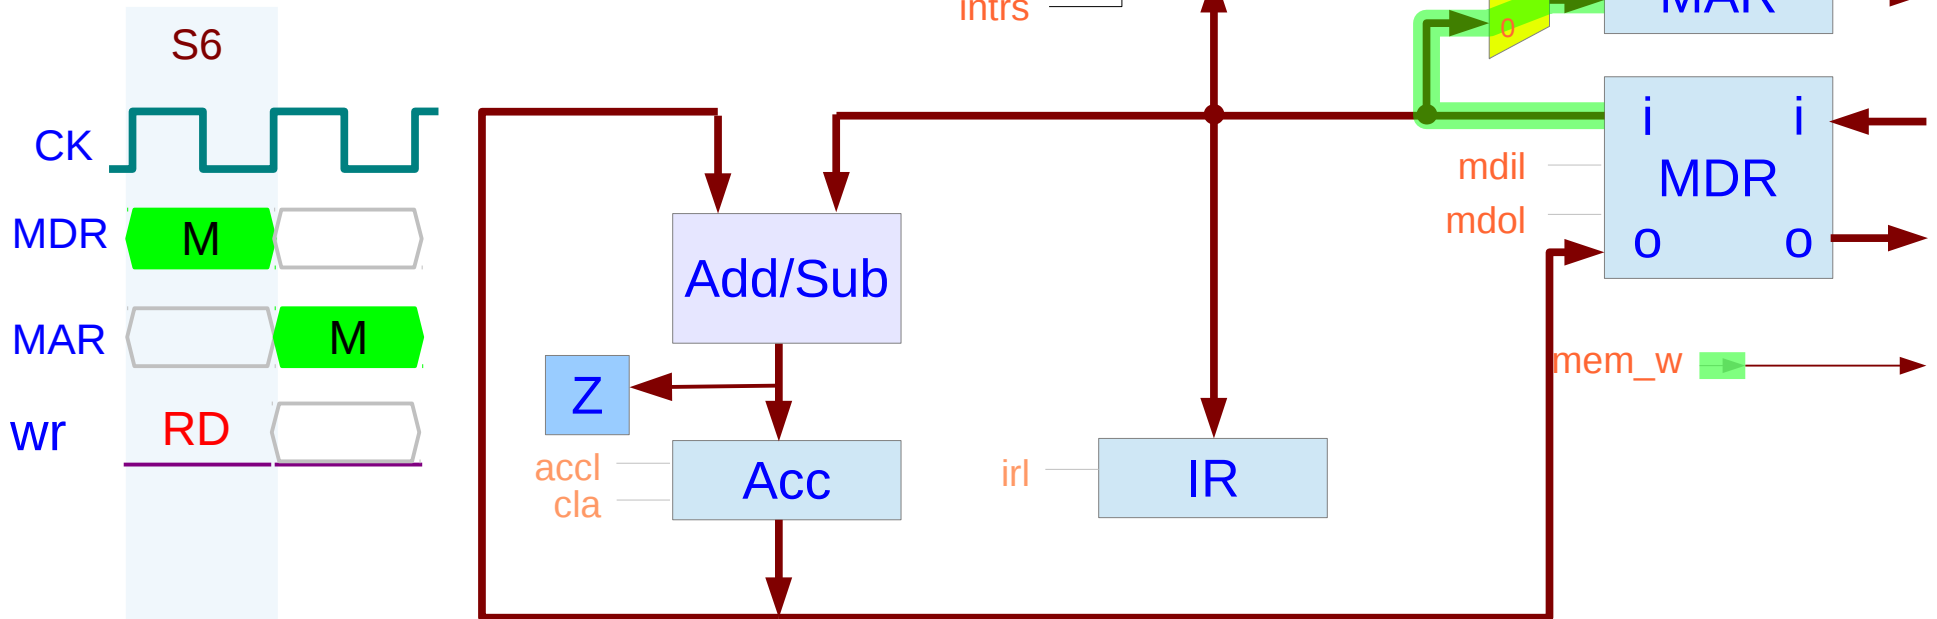 intrs
MAR
0
S6
CK
i i
mdil
MDR
mdol
o o
MDR
M
Add/Sub
MAR
M
mem_w
Z
wr
RD
accl
Acc
irl
IR
cla